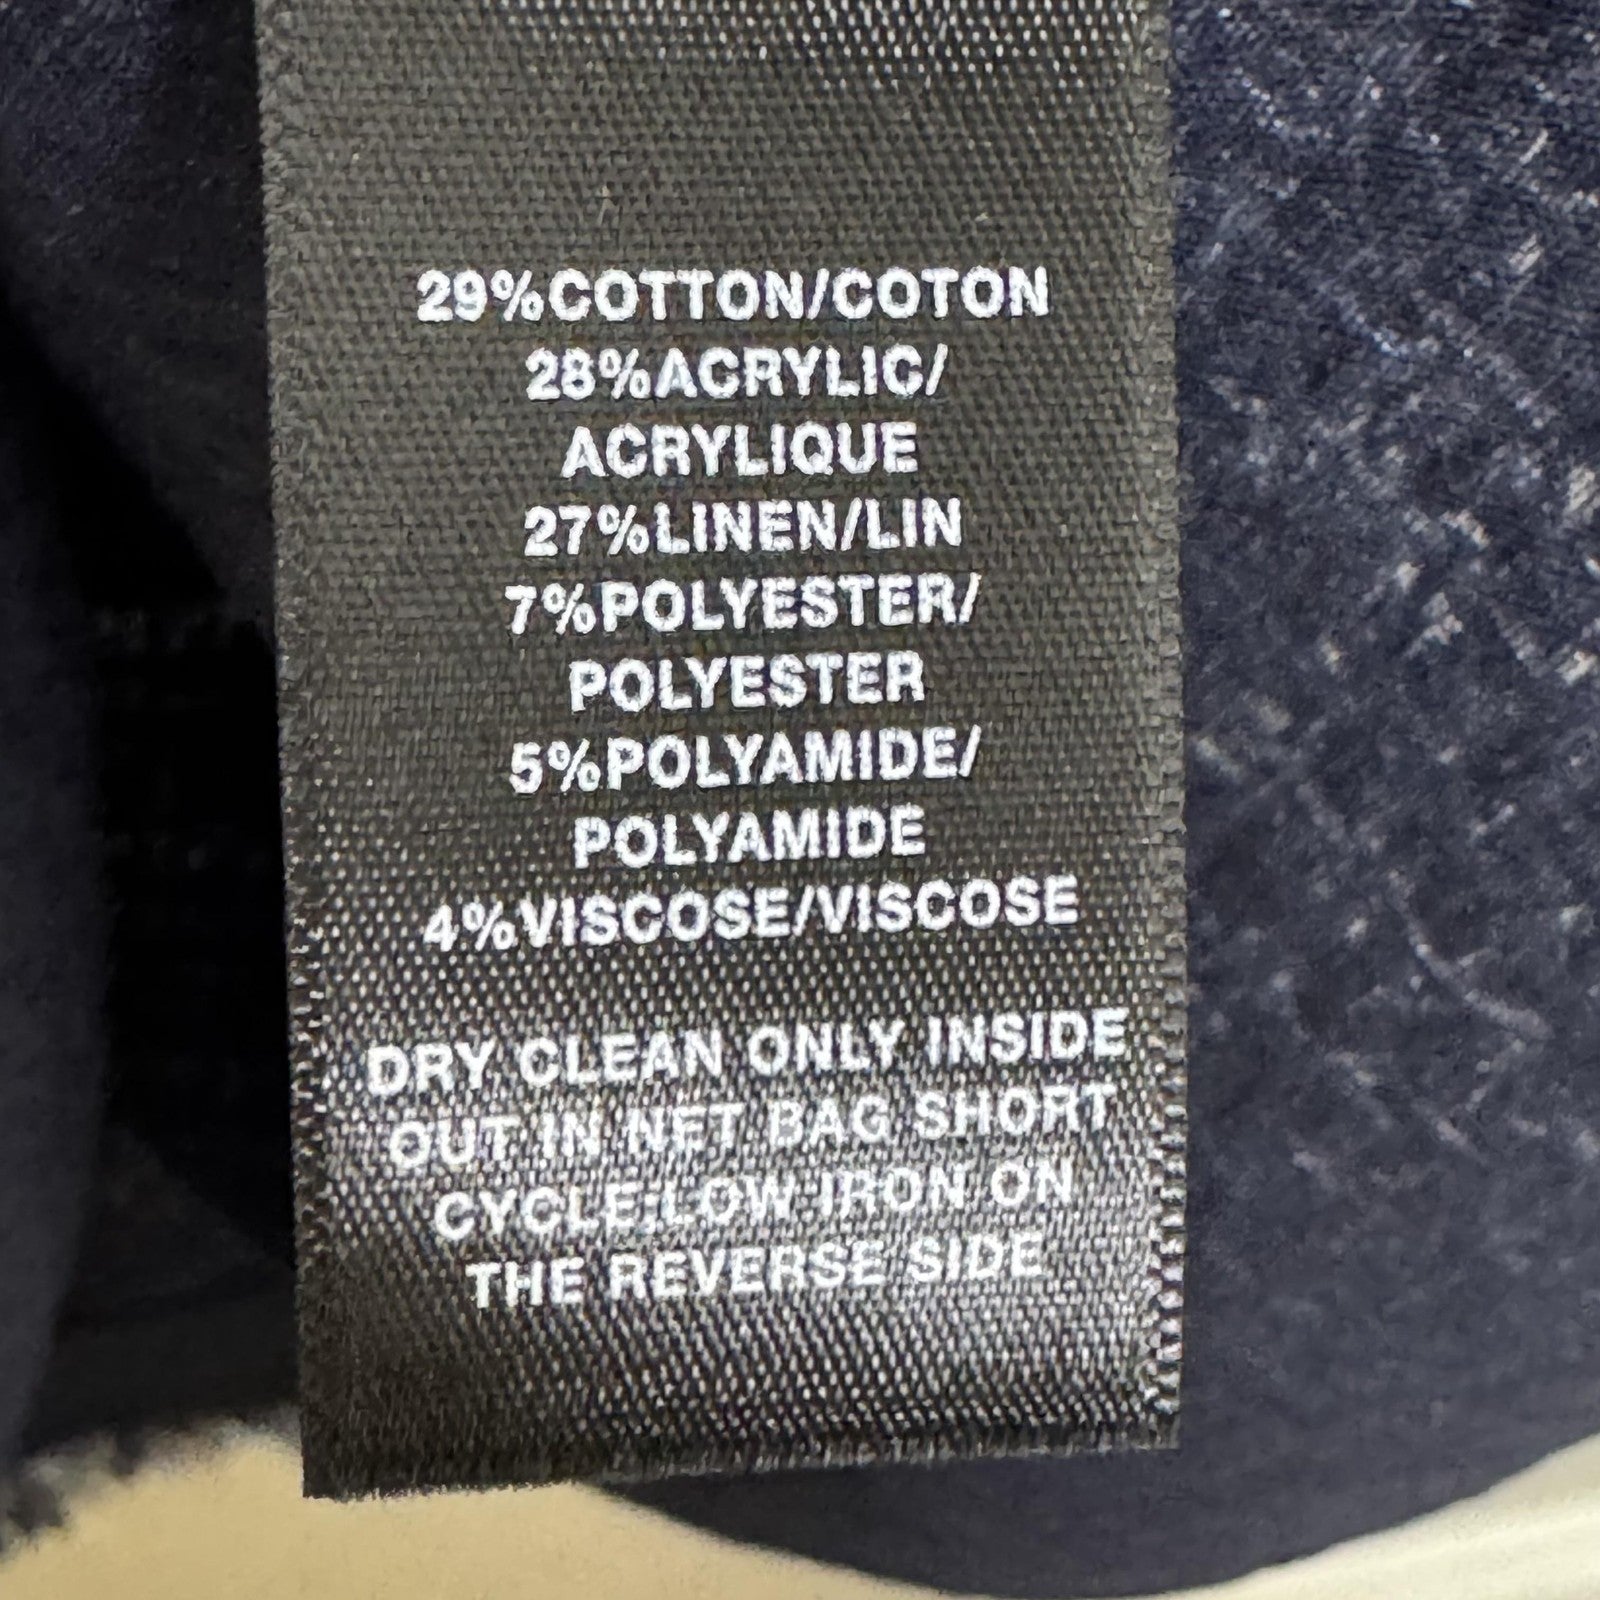 29%COTTON/COTON
28%ACRYLIC/
ACRYLIQUE
27%LINEN/LIN
7%POLYESTER/
POLYESTER
5%POLYAMIDE/
POLYAMIDE
4%VISCOSE/VISCOSE
DRY CLEAN ONLY INSIDE
OUT IN NET BAG SHORT
CYCLE;LOW IRON ON
THE REVERSE SIDE